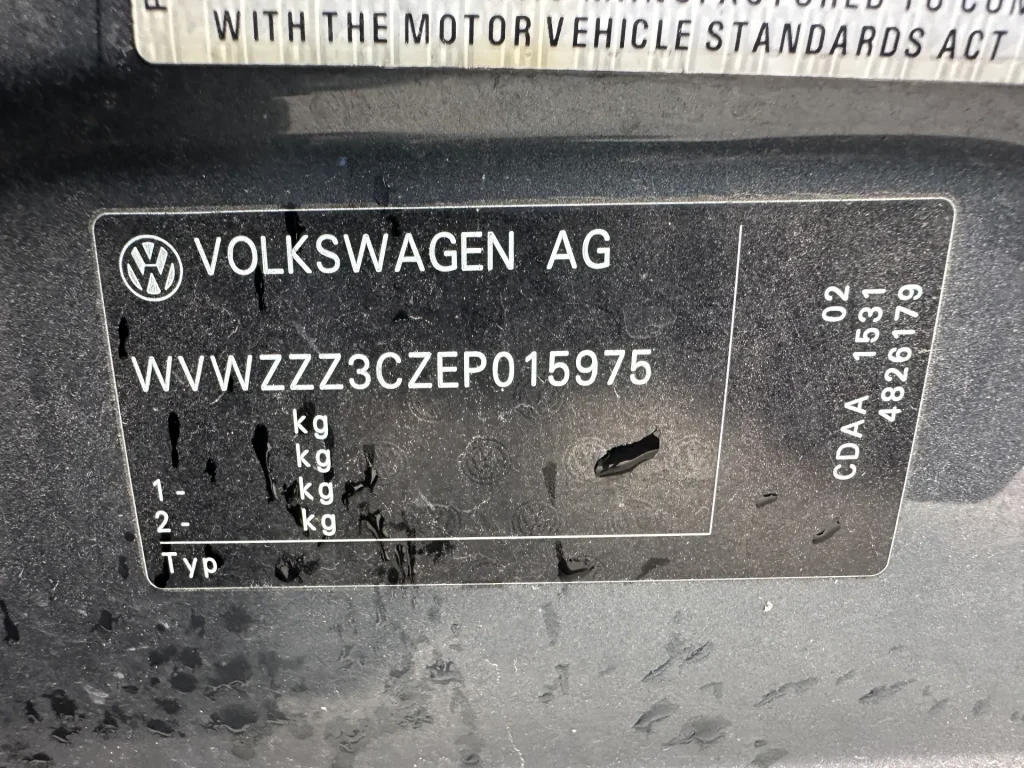 WITH THE MOTOR VEHICLE STANDARDS ACT
VOLKSWAGEN AG
WVWZZZ3CZEP015975
kg
kg
1- kg
2- kg
Typ
02
CDAA 1531
4826179